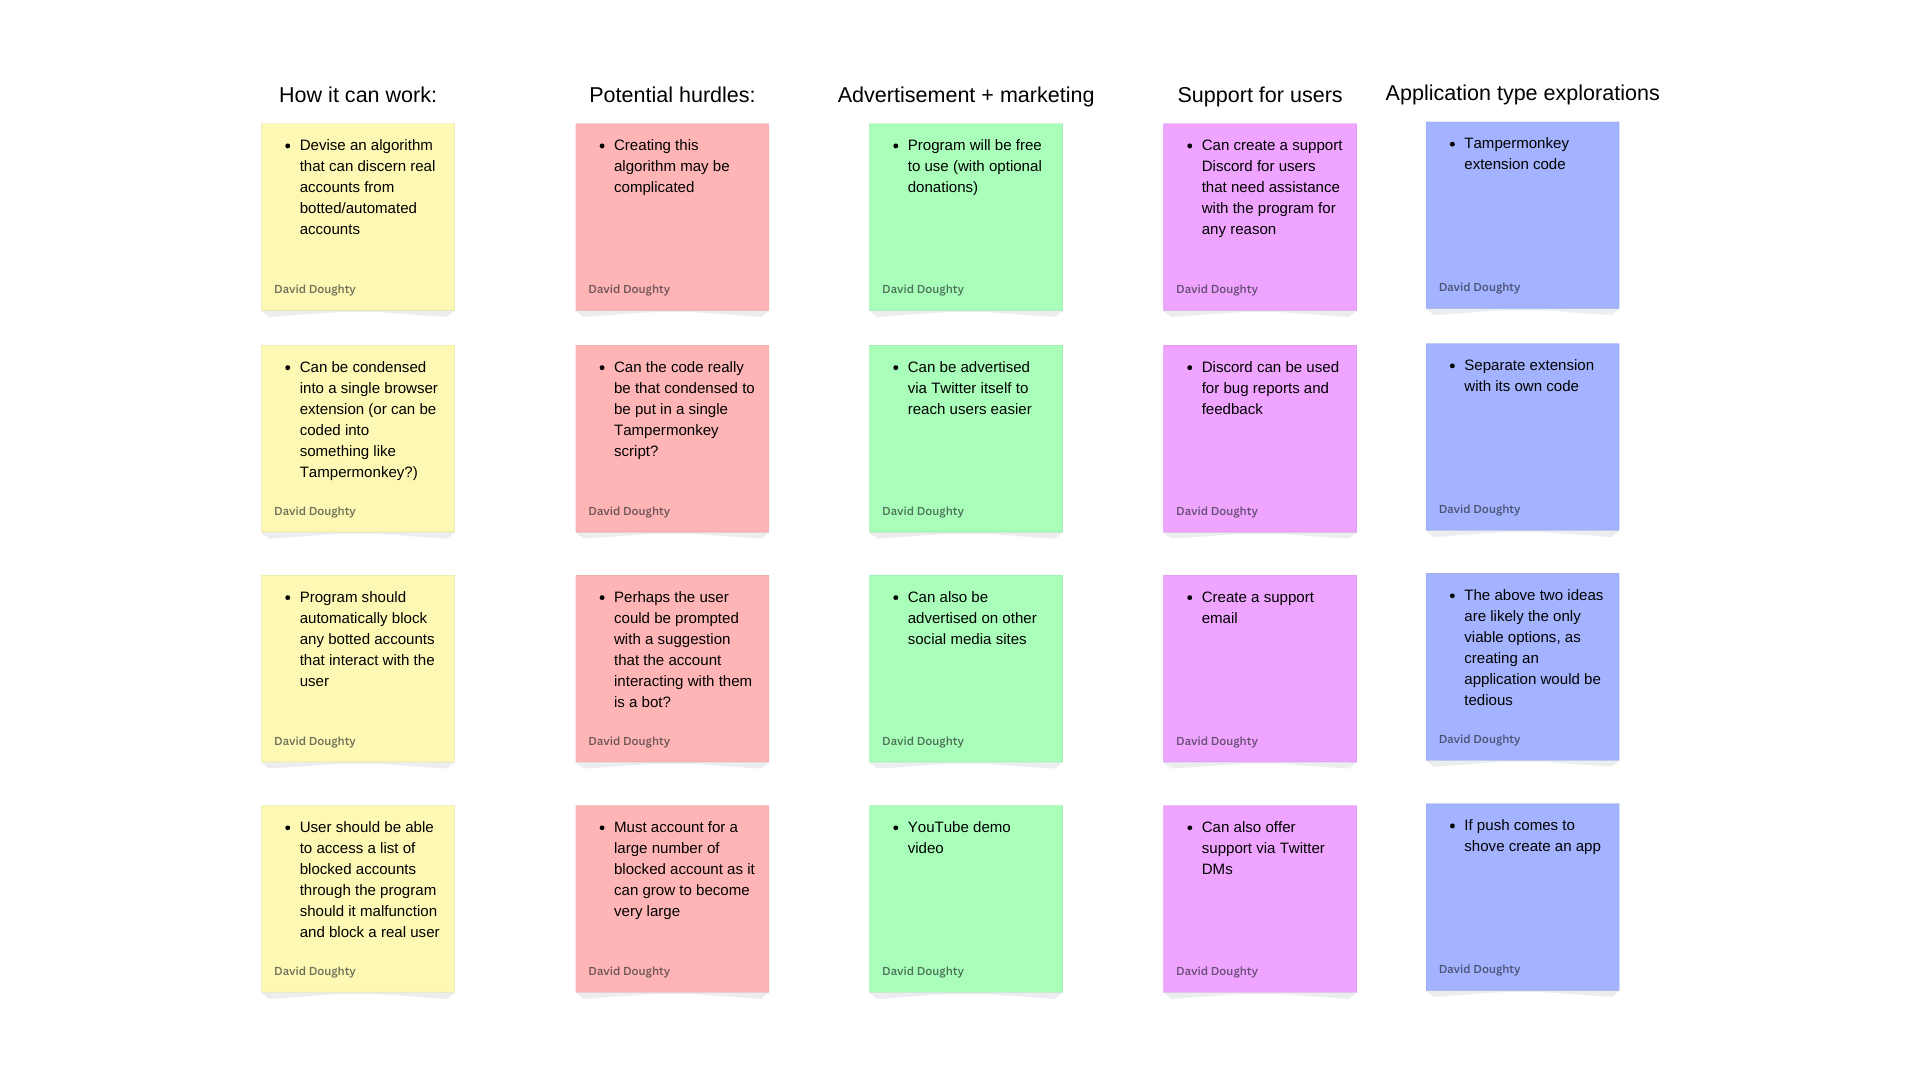 How it can work:
• Devise an algorithm
that can discern real
accounts from
botted/automated
accounts
David Doughty
• Can be condensed
into a single browser
extension (or can be
coded into
something like
Tampermonkey?)
David Doughty
• Program should
automatically block
any botted accounts
that interact with the
user
David Doughty
• User should be able
to access a list of
blocked accounts
through the program
should it malfunction
and block a real user
David Doughty
Potential hurdles:
• Creating this
algorithm may be
complicated
David Doughty
• Can the code really
be that condensed to
be put in a single
Tampermonkey
script?
David Doughty
• Perhaps the user
could be prompted
with a suggestion
that the account
interacting with them
is a bot?
David Doughty
• Must account for a
large number of
blocked account as it
can grow to become
very large
David Doughty
Advertisement + marketing
• Program will be free
to use (with optional
donations)
David Doughty
• Can be advertised
via Twitter itself to
reach users easier
David Doughty
• Can also be
advertised on other
social media sites
David Doughty
• YouTube demo
video
David Doughty
Support for users
• Can create a support
Discord for users
that need assistance
with the program for
any reason
David Doughty
• Discord can be used
for bug reports and
feedback
David Doughty
• Create a support
email
David Doughty
• Can also offer
support via Twitter
DMs
David Doughty
Application type explorations
• Tampermonkey
extension code
David Doughty
• Separate extension
with its own code
David Doughty
• The above two ideas
are likely the only
viable options, as
creating an
application would be
tedious
David Doughty
• If push comes to
shove create an app
David Doughty